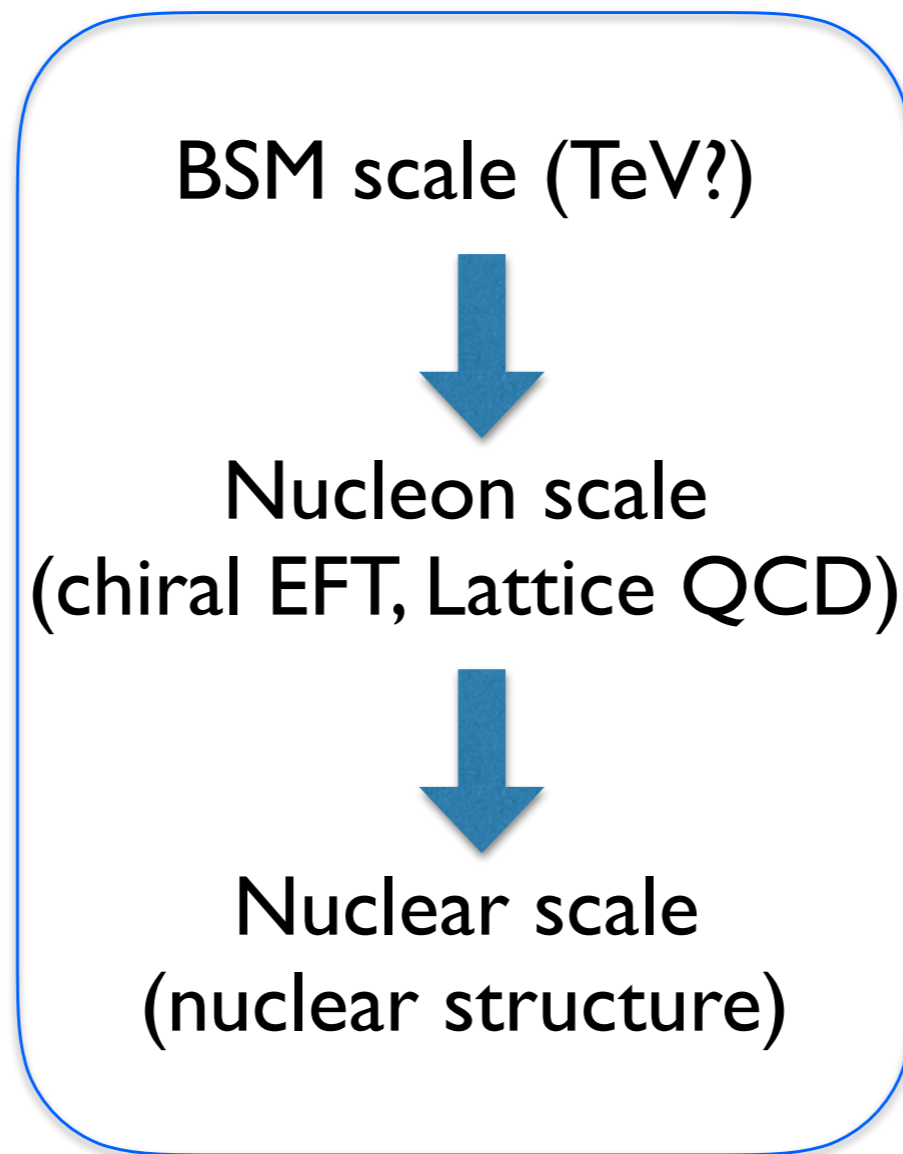 BSM scale (TeV?)
Nucleon scale
(chiral EFT, Lattice QCD)
Nuclear scale
(nuclear structure)